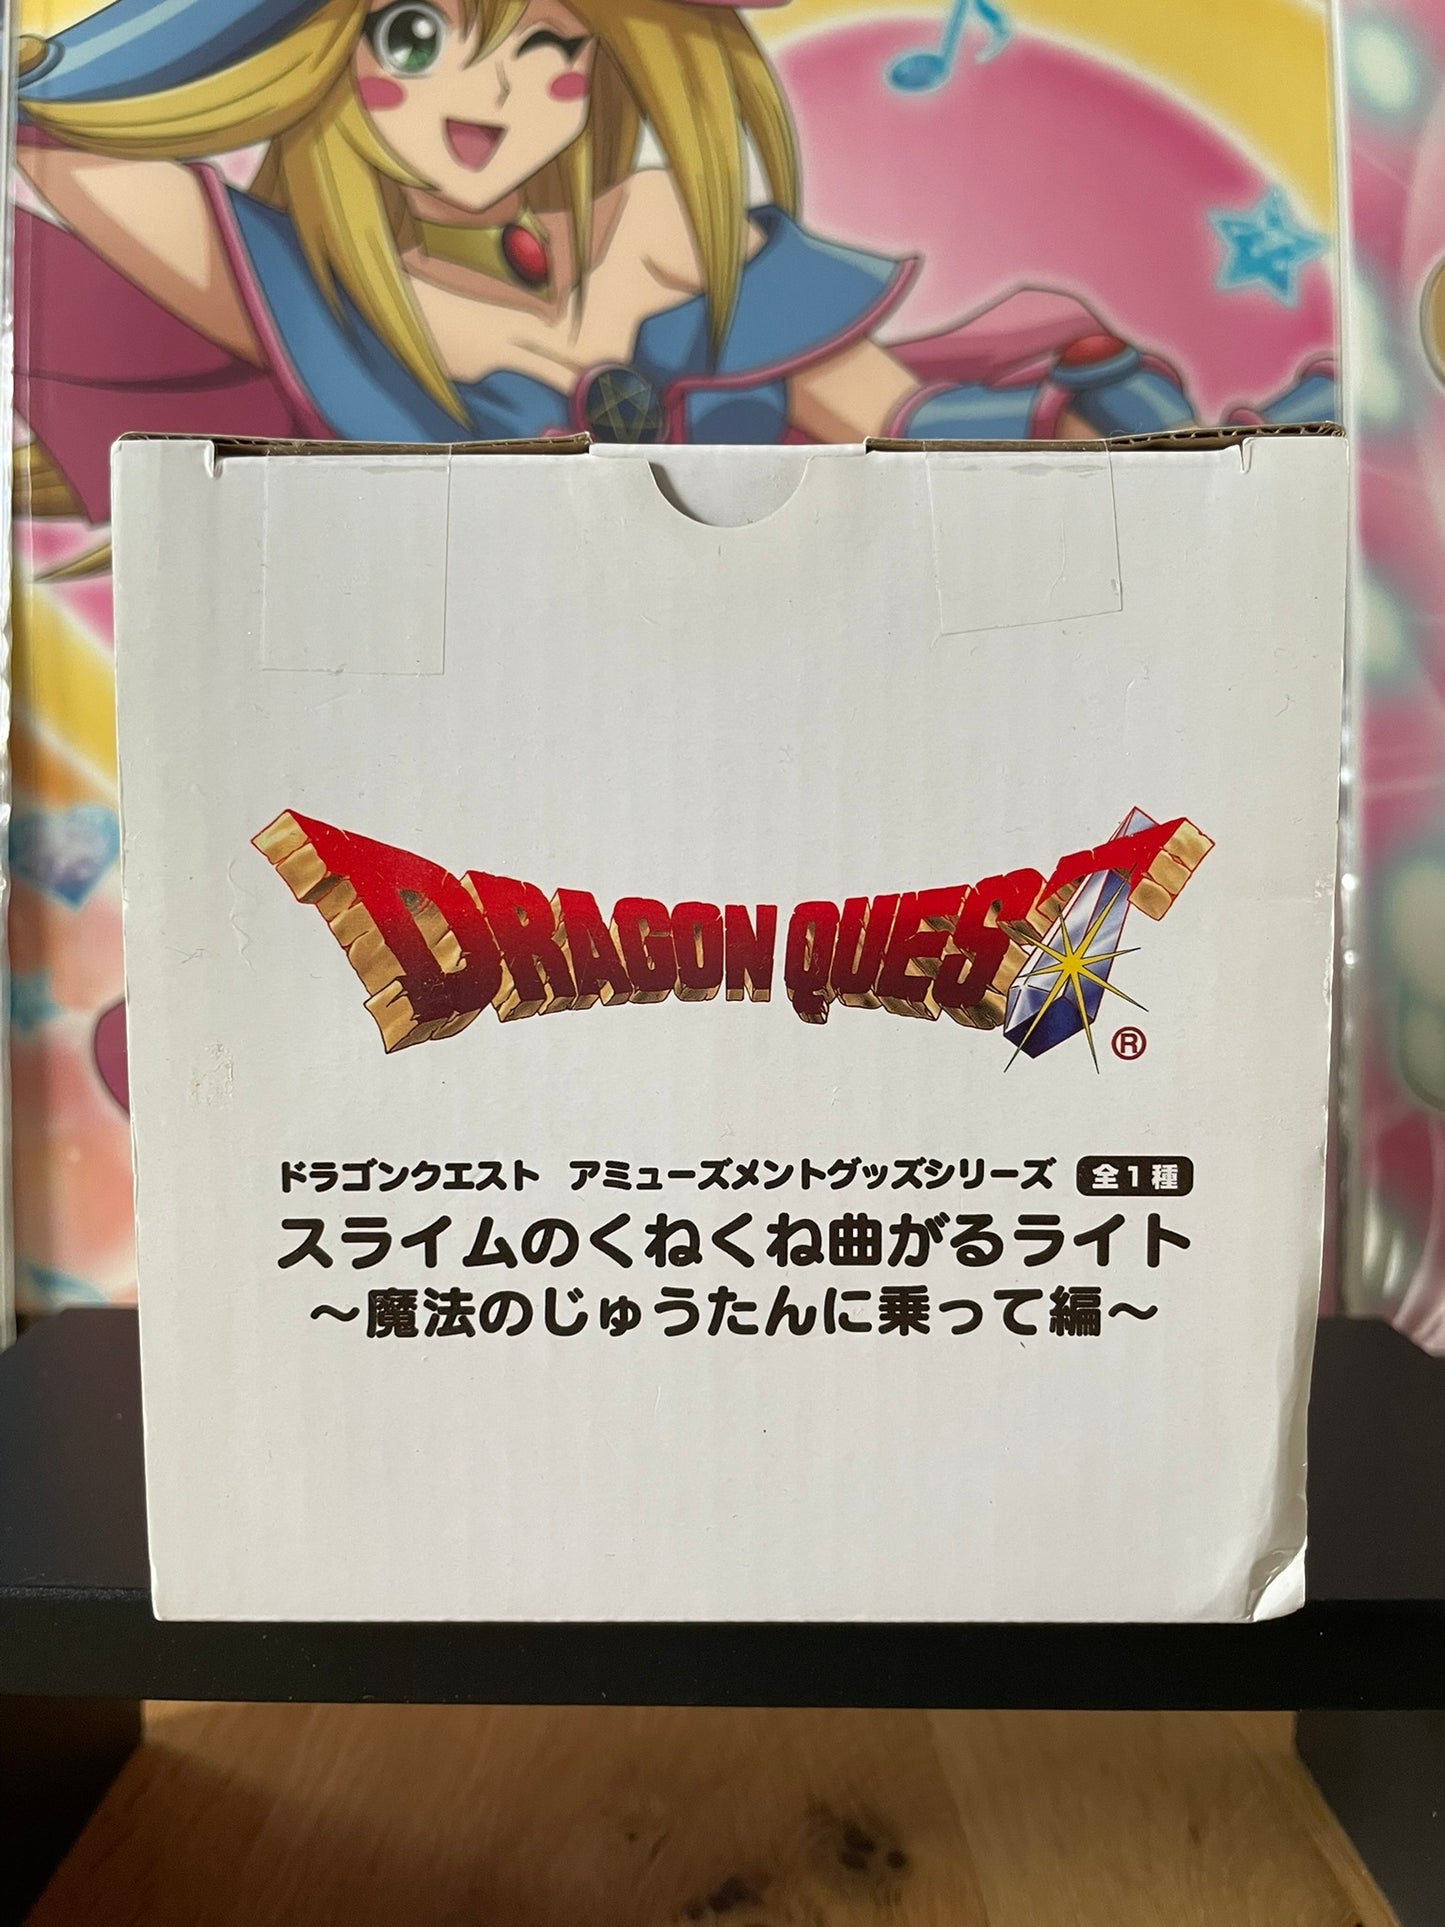 DRAGON QUEST
®
ドラゴンクエスト アミューズメントグッズシリーズ 全1種
スライムのくねくね曲がるライト
～魔法のじゅうたんに乗って編～